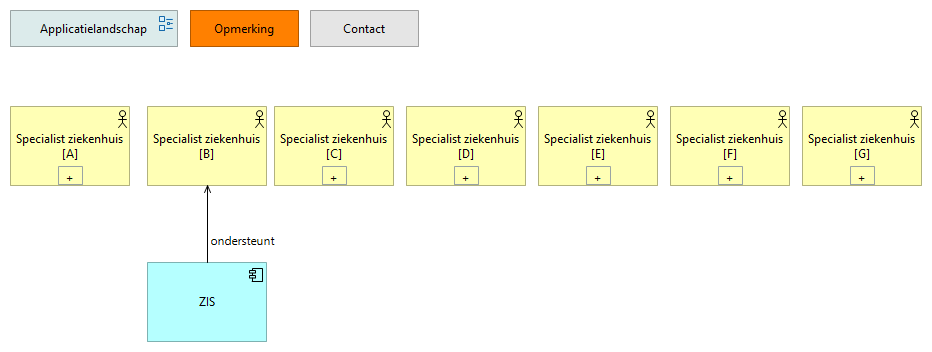 Applicatielandschap
Opmerking
Contact
Specialist ziekenhuis
[A]
+
Specialist ziekenhuis
[B]
Specialist ziekenhuis
[C]
+
Specialist ziekenhuis
[D]
+
Specialist ziekenhuis
[E]
+
Specialist ziekenhuis
[F]
+
Specialist ziekenhuis
[G]
+
ondersteunt
ZIS